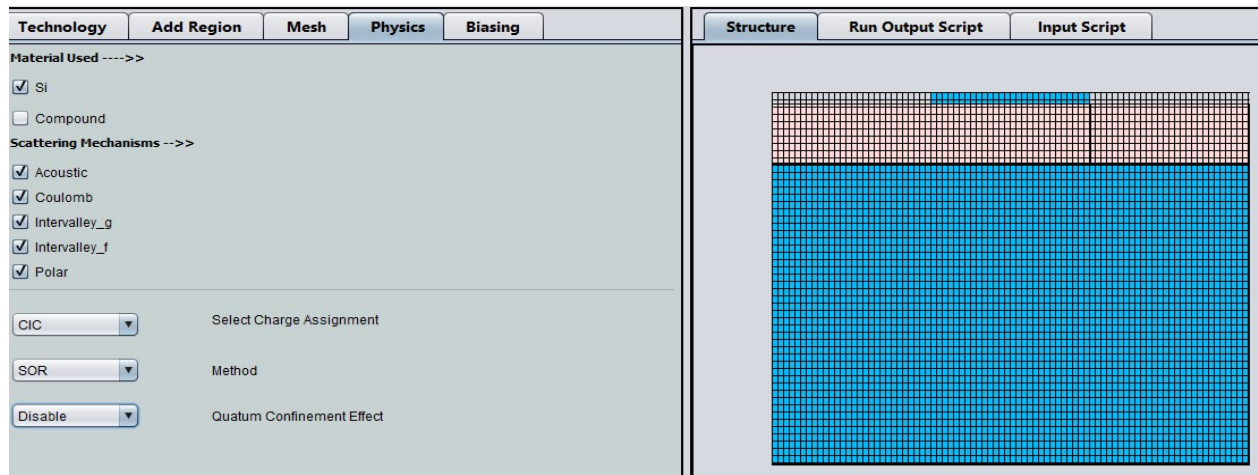 Technology Add Region Mesh Physics Biasing
Material Used ---->>
Si
Compound
Scattering Mechanisms -->>
Acoustic
Coulomb
Intervalley_g
Intervalley_f
Polar
CIC Select Charge Assignment
SOR Method
Disable Quatum Confinement Effect
Structure Run Output Script Input Script